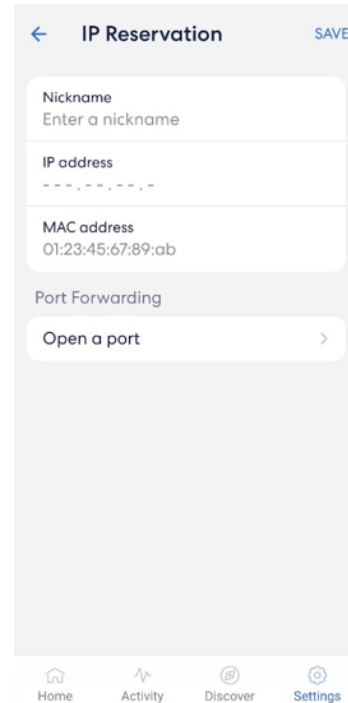 IP Reservation SAVE
Nickname
Enter a nickname
IP address
---.--.--.-
MAC address
01:23:45:67:89:ab
Port Forwarding
Open a port
Home Activity Discover Settings